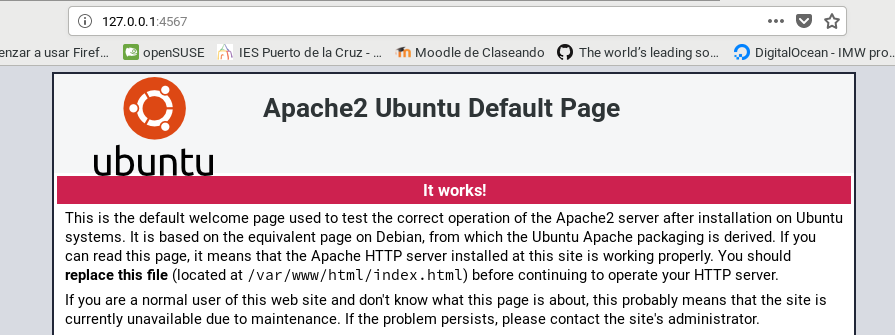 127.0.0.1:4567
enzar a usar Firef...
openSUSE
IES Puerto de la Cruz - ...
Moodle de Claseando
The world's leading so...
DigitalOcean - IMW pro...
ubuntu
Apache2 Ubuntu Default Page
It works!
This is the default welcome page used to test the correct operation of the Apache2 server after installation on Ubuntu
systems. It is based on the equivalent page on Debian, from which the Ubuntu Apache packaging is derived. If you
can read this page, it means that the Apache HTTP server installed at this site is working properly. You should
replace this file (located at /var/www/html/index.html) before continuing to operate your HTTP server.
If you are a normal user of this web site and don't know what this page is about, this probably means that the site is
currently unavailable due to maintenance. If the problem persists, please contact the site's administrator.